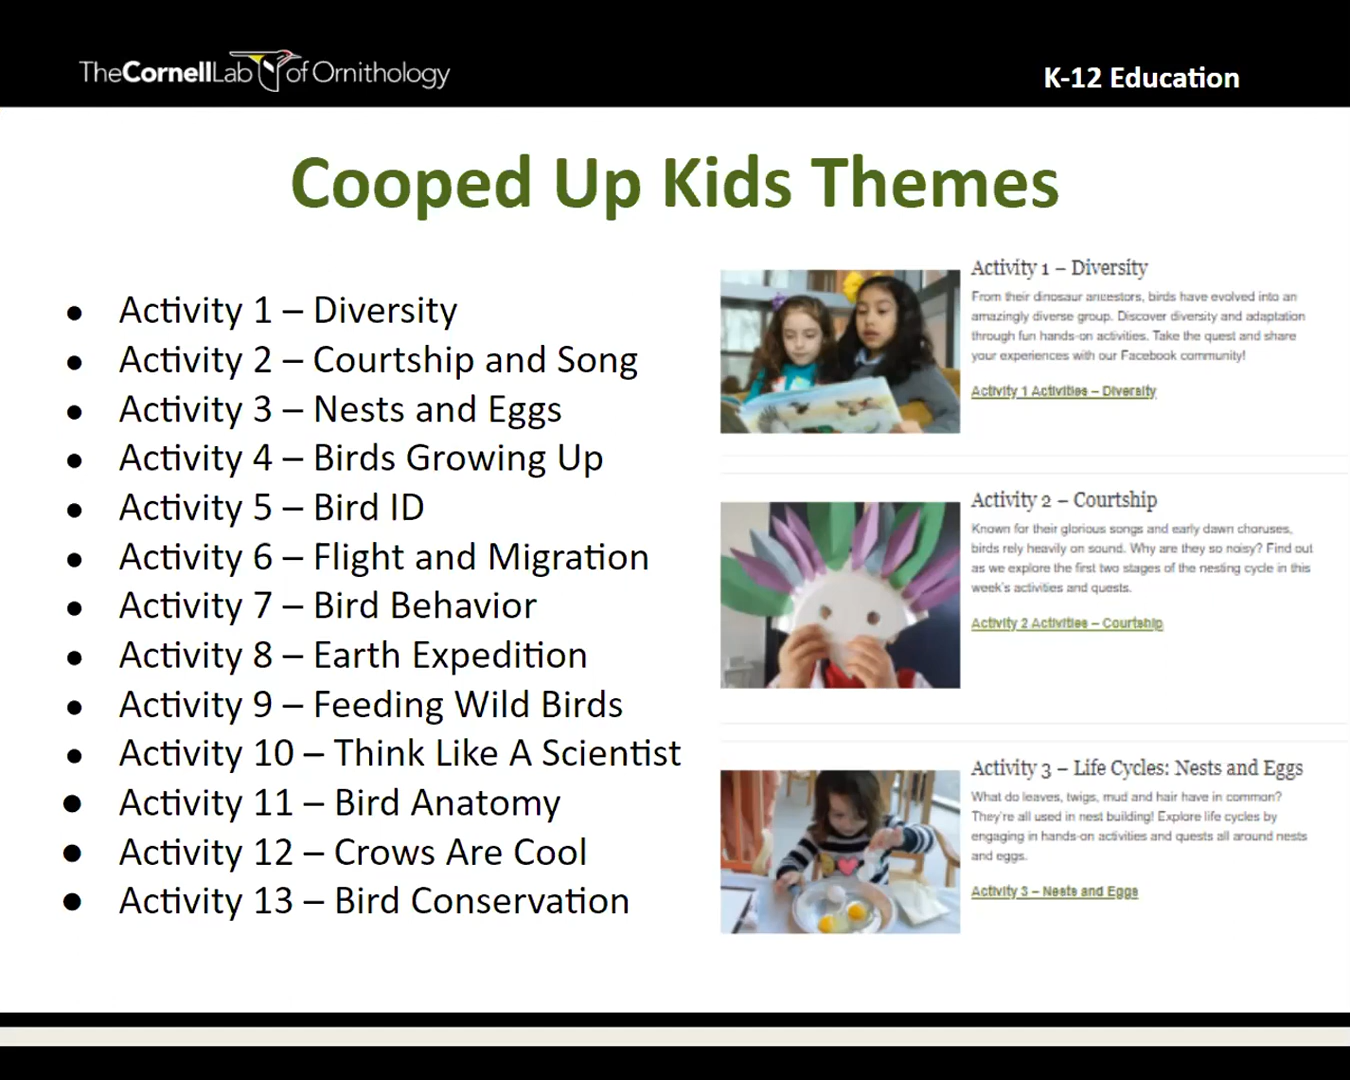 TheCornellLab of Ornithology
K-12 Education
Cooped Up Kids Themes
• Activity 1 – Diversity
• Activity 2 – Courtship and Song
• Activity 3 – Nests and Eggs
• Activity 4 – Birds Growing Up
• Activity 5 – Bird ID
• Activity 6 – Flight and Migration
• Activity 7 – Bird Behavior
• Activity 8 – Earth Expedition
• Activity 9 – Feeding Wild Birds
• Activity 10 – Think Like A Scientist
• Activity 11 – Bird Anatomy
• Activity 12 – Crows Are Cool
• Activity 13 – Bird Conservation
Activity 1 – Diversity
From their dinosaur ancestors, birds have evolved into an
amazingly diverse group. Discover diversity and adaptation
through fun hands-on activities. Take the quest and share
your experiences with our Facebook community!
Activity 1 Activities – Diversity
Activity 2 – Courtship
Known for their glorious songs and early dawn choruses,
birds rely heavily on sound. Why are they so noisy? Find out
as we explore the first two stages of the nesting cycle in this
week's activities and quests.
Activity 2 Activities – Courtship
Activity 3 – Life Cycles: Nests and Eggs
What do leaves, twigs, mud and hair have in common?
They're all used in nest building! Explore life cycles by
engaging in hands-on activities and quests all around nests
and eggs.
Activity 3 – Nests and Eggs